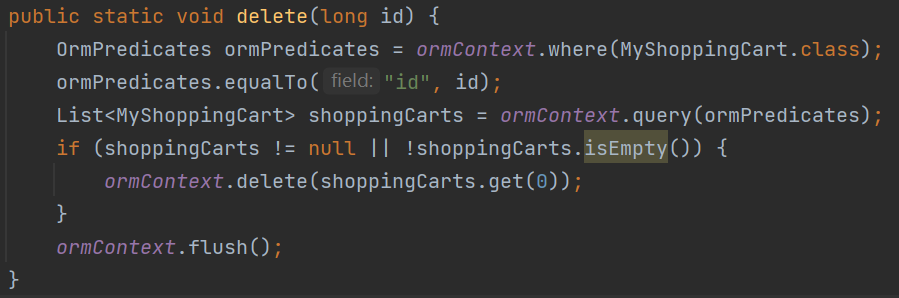 public static void delete(long id) {
OrmPredicates ormPredicates = ormContext.where(MyShoppingCart.class);
ormPredicates.equalTo( field: "id", id);
List<MyShoppingCart> shoppingCarts = ormContext.query(ormPredicates);
if (shoppingCarts != null || !shoppingCarts.isEmpty()) {
ormContext.delete(shoppingCarts.get(0));
}
ormContext.flush();
}